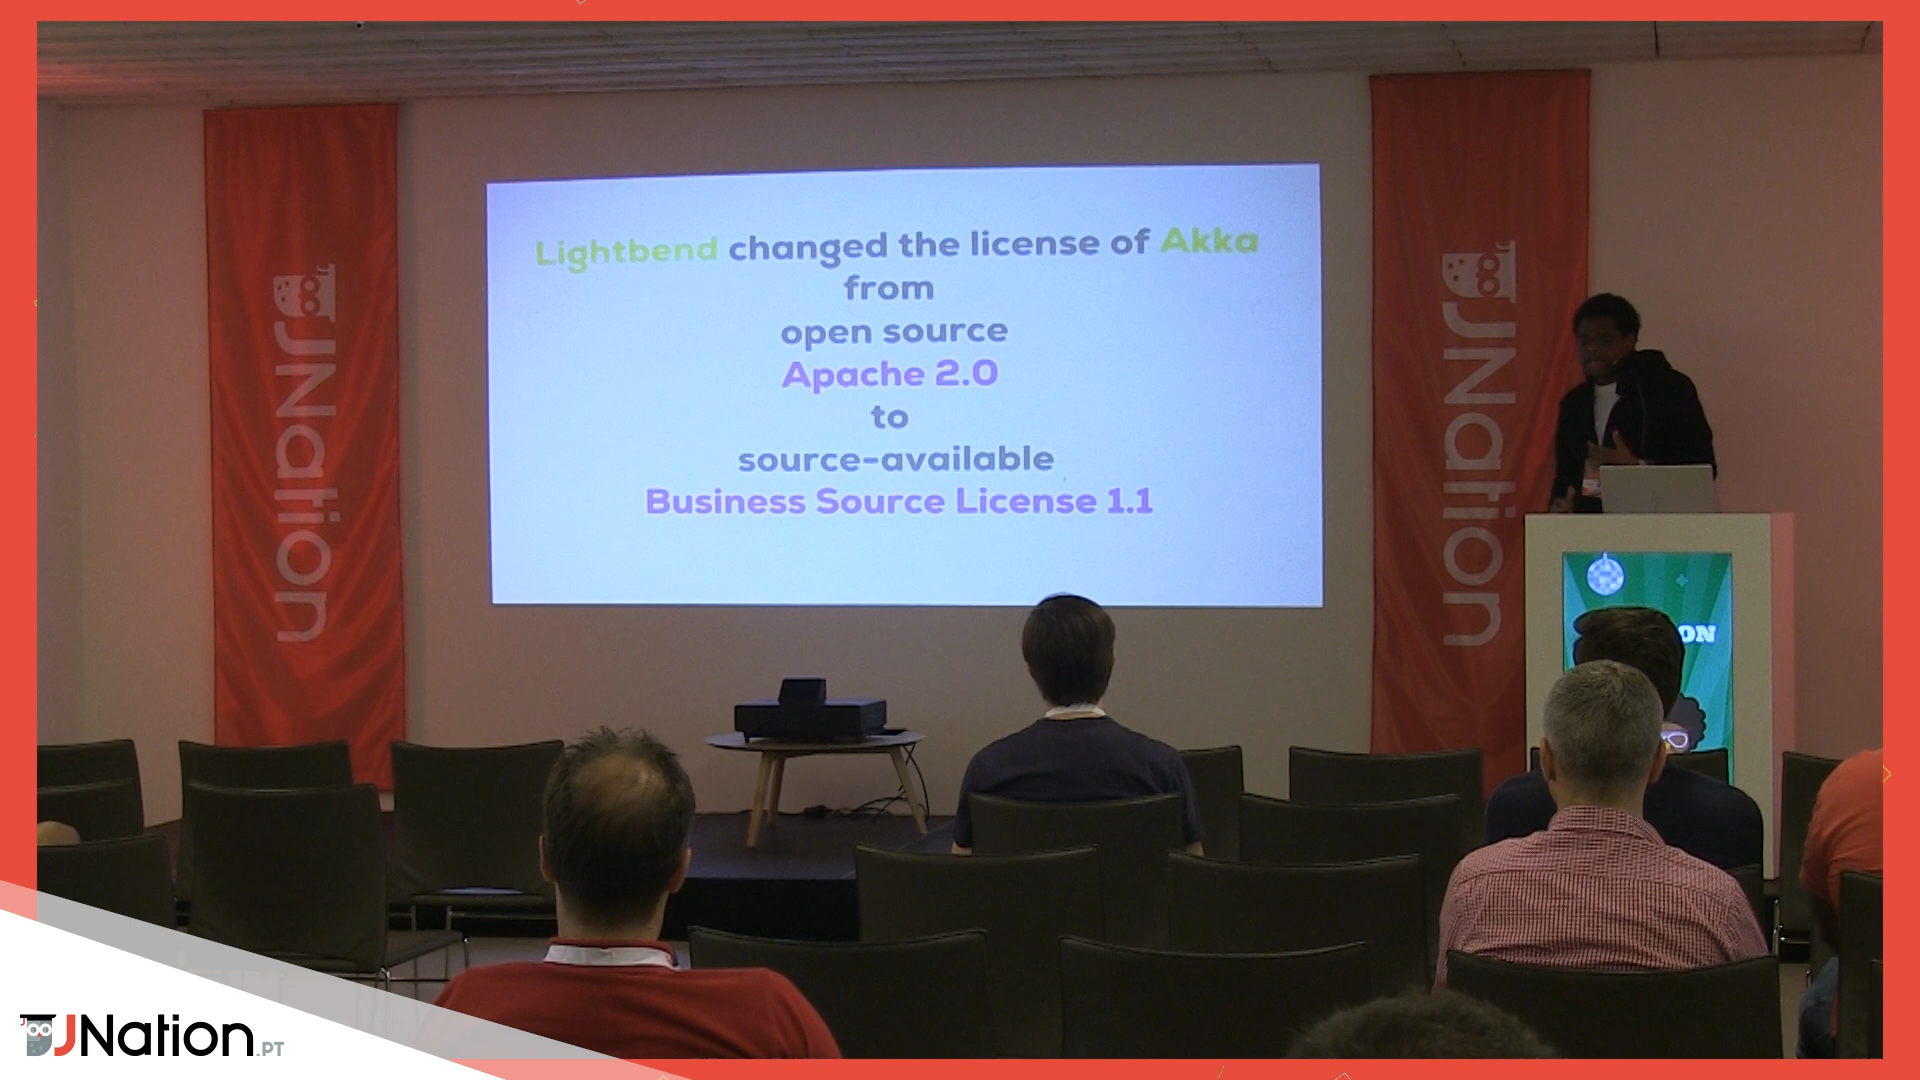 Lightbend changed the license of Akka
from
open source
Apache 2.0
to
source-available
Business Source License 1.1
JNation
JNation
ON
JNation.PT